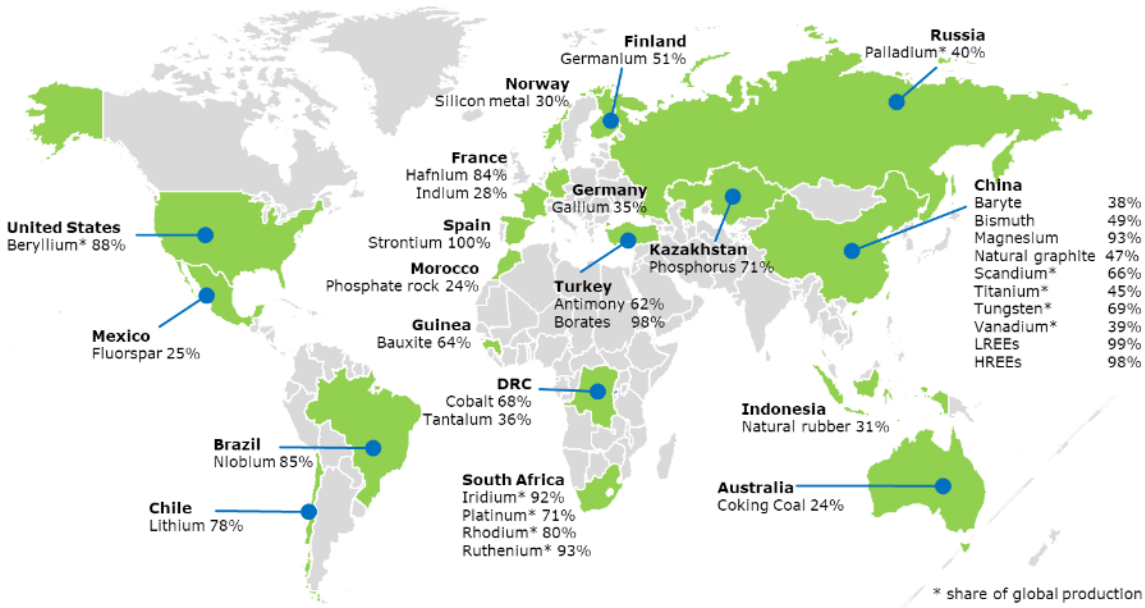 Russia
Palladium* 40%
Finland
Germanium 51%
Norway
Silicon metal 30%
France
Hafnium 84%
Indium 28%
Germany
Gallium 35%
Spain
Strontium 100%
Morocco
Phosphate rock 24%
Guinea
Bauxite 64%
United States
Beryllium* 88%
Mexico
Fluorspar 25%
Kazakhstan
Phosphorus 71%
Turkey
Antimony 62%
Borates 98%
China
Baryte 38%
Bismuth 49%
Magnesium 93%
Natural graphite 47%
Scandium* 66%
Titanium* 45%
Tungsten* 69%
Vanadium* 39%
LREEs 99%
HREEs 98%
DRC
Cobalt 68%
Tantalum 36%
Indonesia
Natural rubber 31%
Brazil
Niobium 85%
Chile
Lithium 78%
South Africa
Iridium* 92%
Platinum* 71%
Rhodium* 80%
Ruthenium* 93%
Australia
Coking Coal 24%
* share of global production